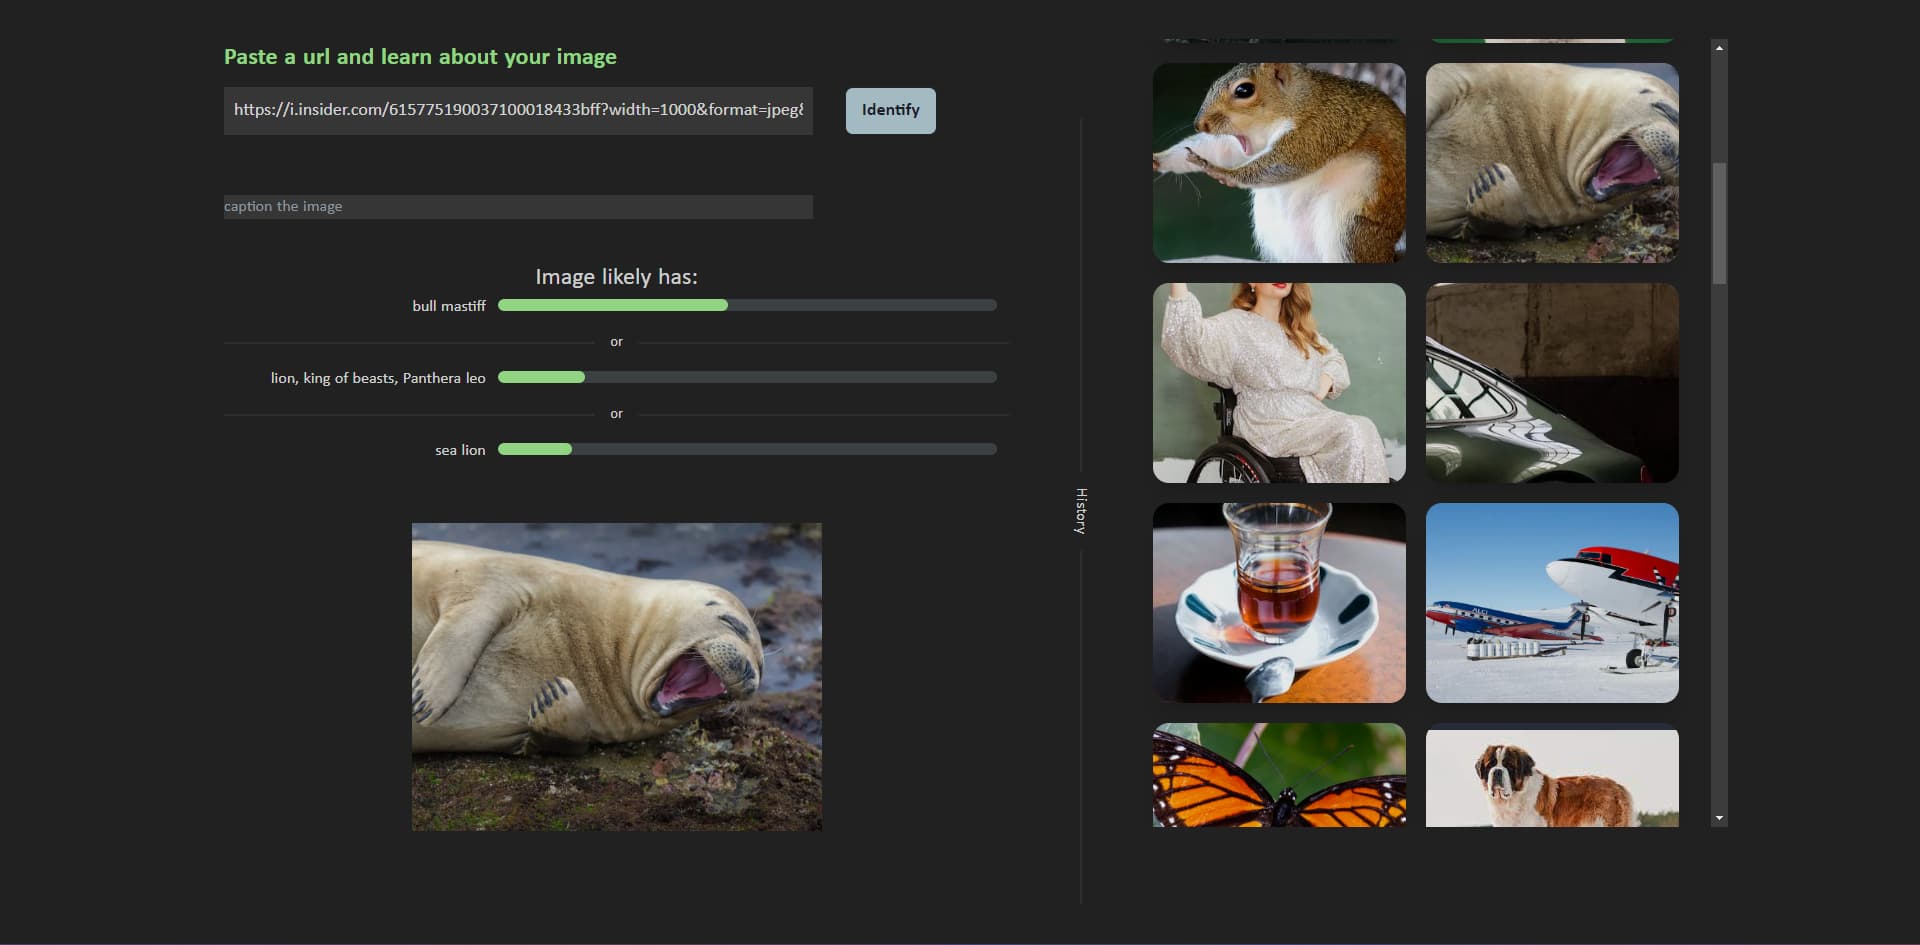 Paste a url and learn about your image
https://i.insider.com/615775190037100018433bff?width=1000&format=jpeg&
Identify
caption the image
Image likely has:
bull mastiff
or
lion, king of beasts, Panthera leo
or
sea lion
History